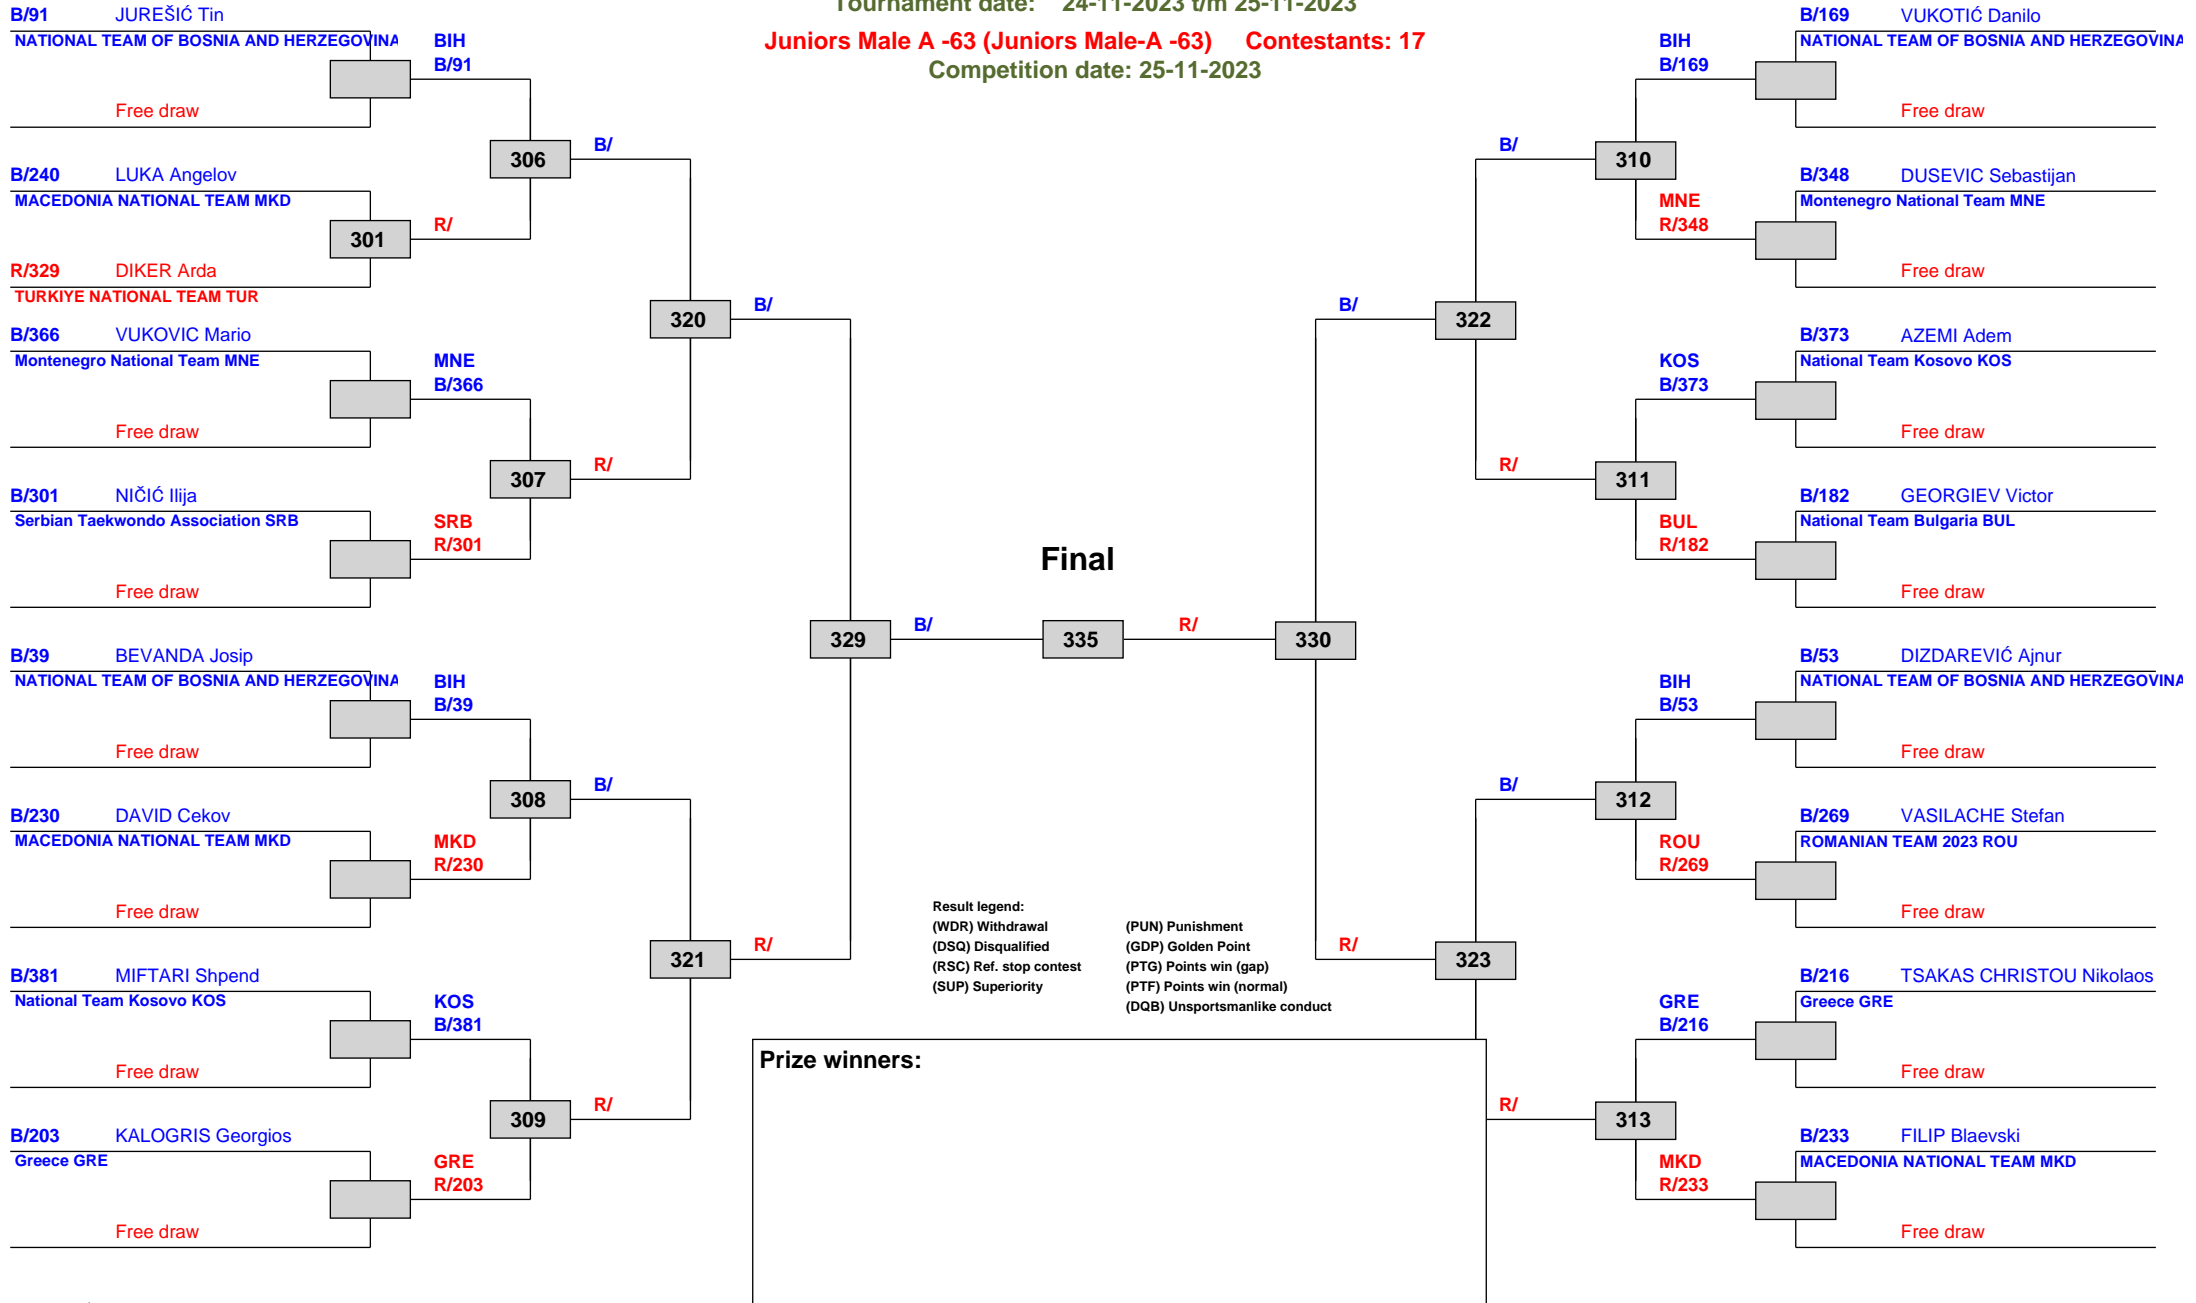 Tournament date: 24-11-2023 t/m 25-11-2023
Juniors Male A -63 (Juniors Male-A -63) Contestants: 17
Competition date: 25-11-2023
B/91 JUREŠIĆ Tin
NATIONAL TEAM OF BOSNIA AND HERZEGOVINA
BIH
B/91
Free draw
306
B/
B/240 LUKA Angelov
MACEDONIA NATIONAL TEAM MKD
301
R/
R/329 DIKER Arda
TURKIYE NATIONAL TEAM TUR
320
B/
B/366 VUKOVIC Mario
Montenegro National Team MNE
MNE
B/366
Free draw
307
R/
B/301 NIČIĆ Ilija
Serbian Taekwondo Association SRB
SRB
R/301
Free draw
329
B/
B/39 BEVANDA Josip
NATIONAL TEAM OF BOSNIA AND HERZEGOVINA
BIH
B/39
Free draw
308
B/
B/230 DAVID Cekov
MACEDONIA NATIONAL TEAM MKD
MKD
R/230
Free draw
321
R/
B/381 MIFTARI Shpend
National Team Kosovo KOS
KOS
B/381
Free draw
309
R/
B/203 KALOGRIS Georgios
Greece GRE
GRE
R/203
Free draw
Final
335
R/
330
B/169 VUKOTIĆ Danilo
NATIONAL TEAM OF BOSNIA AND HERZEGOVINA
BIH
B/169
Free draw
B/
310
B/348 DUSEVIC Sebastijan
Montenegro National Team MNE
MNE
R/348
Free draw
B/
322
B/373 AZEMI Adem
National Team Kosovo KOS
KOS
B/373
Free draw
R/
311
B/182 GEORGIEV Victor
National Team Bulgaria BUL
BUL
R/182
Free draw
B/53 DIZDAREVIĆ Ajnur
NATIONAL TEAM OF BOSNIA AND HERZEGOVINA
BIH
B/53
Free draw
B/
312
B/269 VASILACHE Stefan
ROMANIAN TEAM 2023 ROU
ROU
R/269
Free draw
R/
323
B/216 TSAKAS CHRISTOU Nikolaos
Greece GRE
GRE
B/216
Free draw
R/
313
B/233 FILIP Blaevski
MACEDONIA NATIONAL TEAM MKD
MKD
R/233
Free draw
Result legend:
(WDR) Withdrawal (PUN) Punishment
(DSQ) Disqualified (GDP) Golden Point
(RSC) Ref. stop contest (PTG) Points win (gap)
(SUP) Superiority (PTF) Points win (normal)
(DQB) Unsportsmanlike conduct
Prize winners: